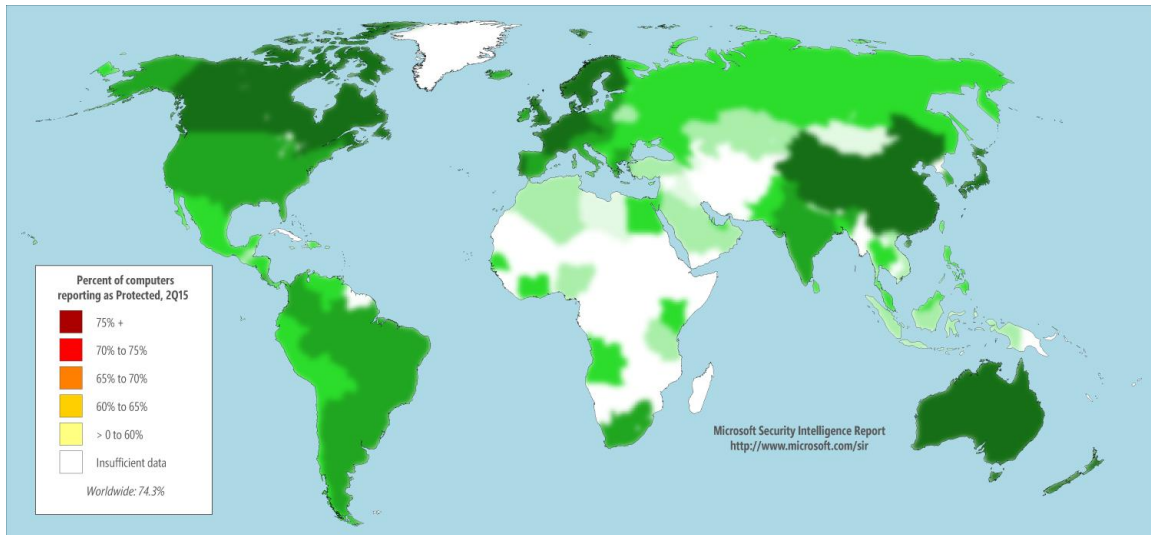 Percent of computers
reporting as Protected, 2Q15
75% +
70% to 75%
65% to 70%
60% to 65%
> 0 to 60%
Insufficient data
Worldwide: 74.3%
Microsoft Security Intelligence Report
http://www.microsoft.com/sir